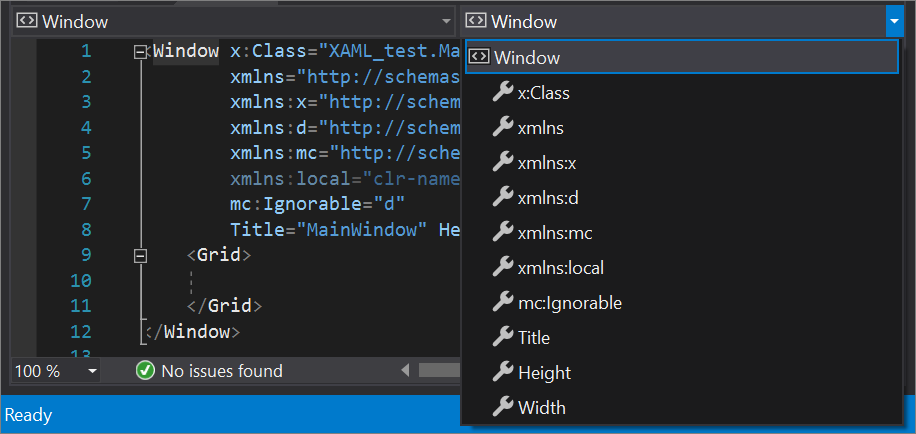 Window
Window
1 <Window x:Class="XAML_test.Ma
2 xmlns="http://schemas
3 xmlns:x="http://schem
4 xmlns:d="http://schem
5 xmlns:mc="http://sche
6 xmlns:local="clr-name
7 mc:Ignorable="d"
8 Title="MainWindow" He
9 <Grid>
10
11 </Grid>
12 </Window>
13
Window
x:Class
xmlns
xmlns:x
xmlns:d
xmlns:mc
xmlns:local
mc:Ignorable
Title
Height
Width
100 %
No issues found
Ready